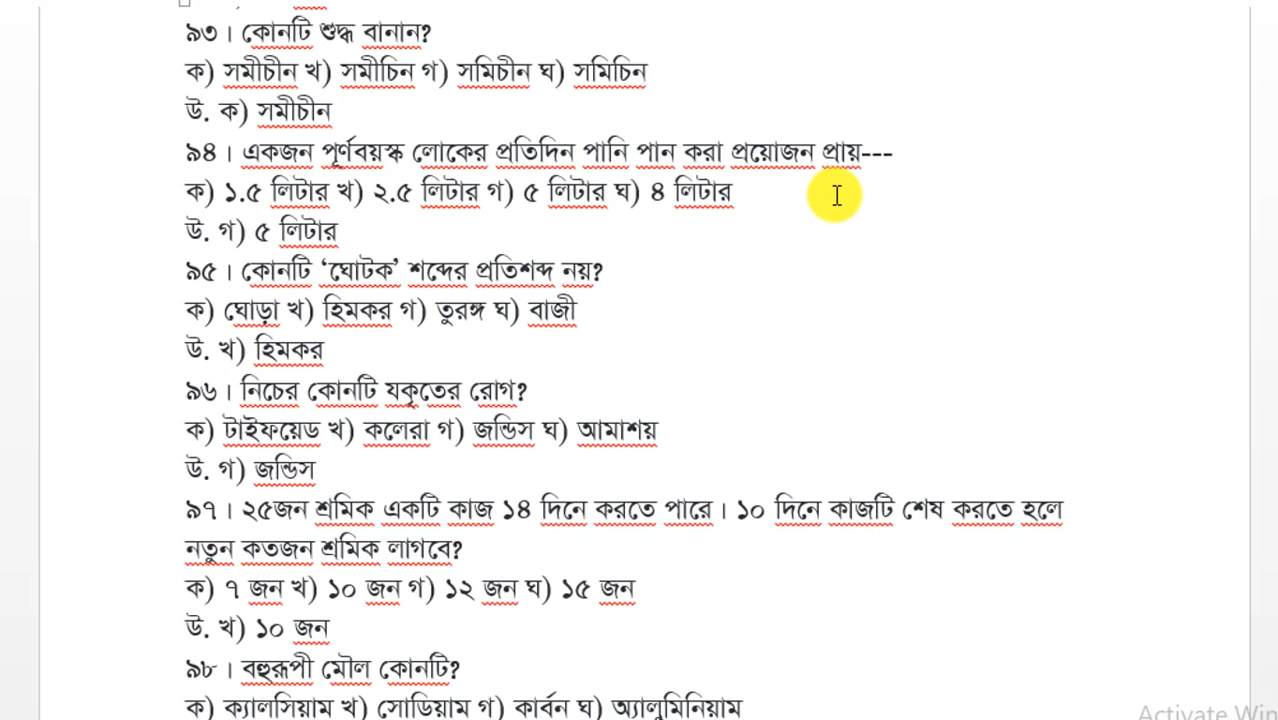 ৯৩। কোনটি শুদ্ধ বানান?
ক) সমীচীন খ) সমীচিন গ) সমিচীন ঘ) সমিচিন
উ. ক) সমীচীন
৯৪। একজন পূর্ণবয়স্ক লোকের প্রতিদিন পানি পান করা প্রয়োজন প্রায়---
ক) ১.৫ লিটার খ) ২.৫ লিটার গ) ৫ লিটার ঘ) ৪ লিটার
উ. গ) ৫ লিটার
৯৫। কোনটি ‘ঘোটক’ শব্দের প্রতিশব্দ নয়?
ক) ঘোড়া খ) হিমকর গ) তুরঙ্গ ঘ) বাজী
উ. খ) হিমকর
৯৬। নিচের কোনটি যকৃতের রোগ?
ক) টাইফয়েড খ) কলেরা গ) জন্ডিস ঘ) আমাশয়
উ. গ) জন্ডিস
৯৭। ২৫জন শ্রমিক একটি কাজ ১৪ দিনে করতে পারে। ১০ দিনে কাজটি শেষ করতে হলে
নতুন কতজন শ্রমিক লাগবে?
ক) ৭ জন খ) ১০ জন গ) ১২ জন ঘ) ১৫ জন
উ. খ) ১০ জন
৯৮। বহুরূপী মৌল কোনটি?
ক) ক্যালসিয়াম খ) সোডিয়াম গ) কার্বন ঘ) অ্যালুমিনিয়াম
Activate Win